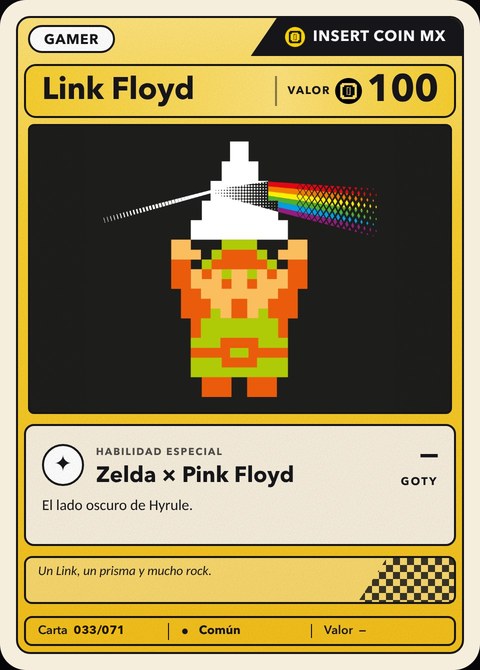 GAMER
INSERT COIN MX
Link Floyd
VALOR 100
HABILIDAD ESPECIAL
Zelda × Pink Floyd
–
GOTY
El lado oscuro de Hyrule.
Un Link, un prisma y mucho rock.
Carta 033/071 • Común Valor –